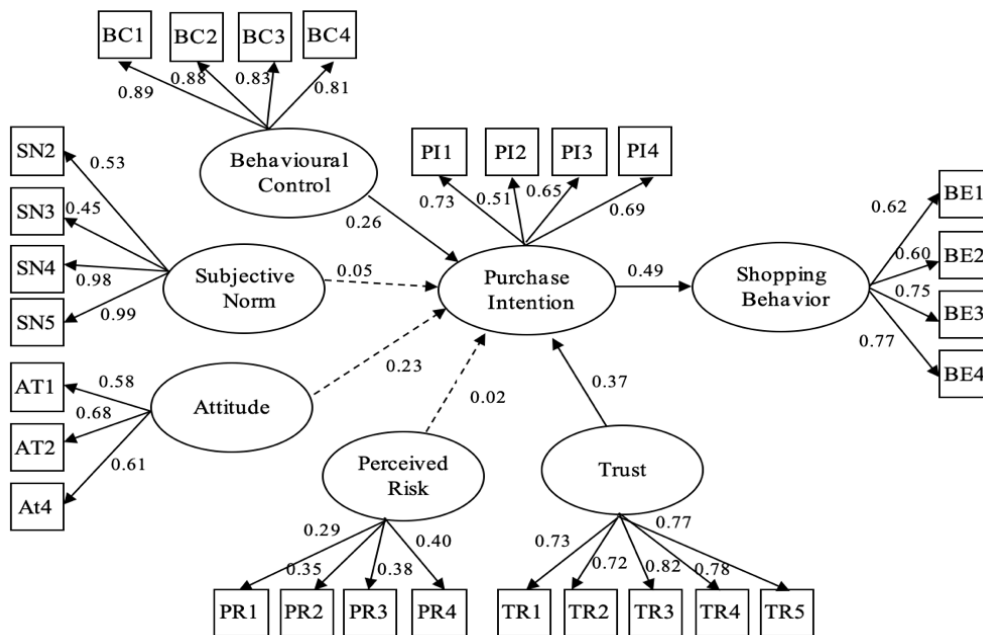 BC1 BC2 BC3 BC4
0.89 0.88 0.83 0.81
Behavioural
Control
0.26
SN2
SN3
SN4
SN5
0.53
0.45
0.98
0.99
Subjective
Norm
0.05
AT1
AT2
At4
0.58
0.68
0.61
Attitude
0.23
PI1 PI2 PI3 PI4
0.73 0.51 0.65 0.69
Purchase
Intention
0.49
Shopping
Behavior
BE1
BE2
BE3
BE4
0.62
0.60
0.75
0.77
Perceived
Risk
0.02
0.29 0.35 0.38 0.40
PR1 PR2 PR3 PR4
Trust
0.37
0.73 0.72 0.82 0.78 0.77
TR1 TR2 TR3 TR4 TR5